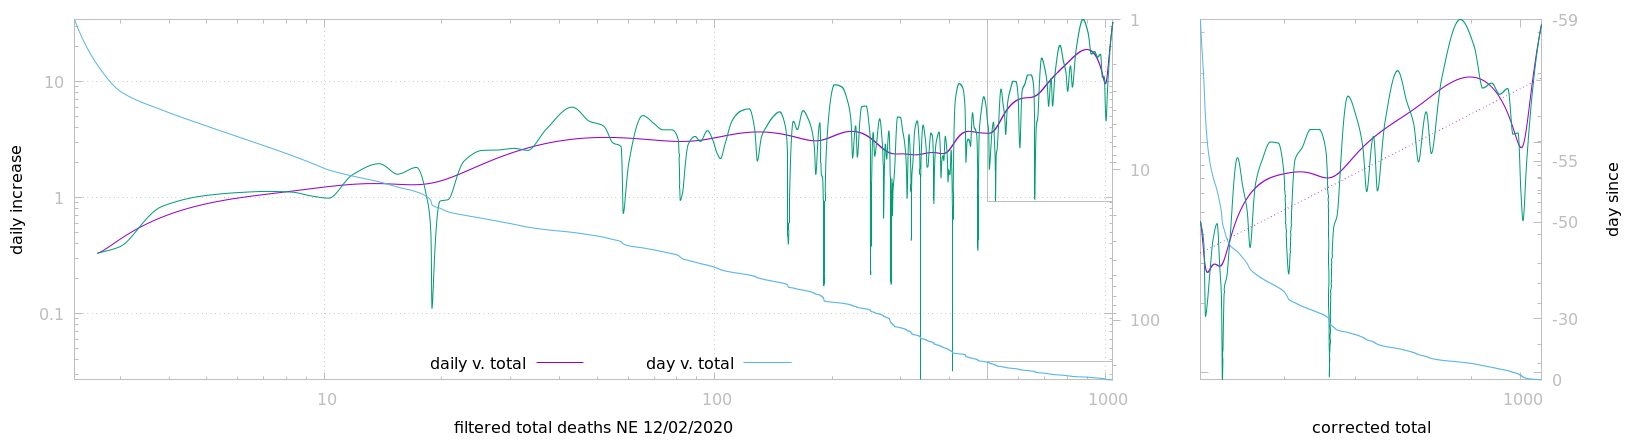 daily increase
10
1
0.1
10
100
1000
1
10
100
daily v. total
day v. total
filtered total deaths NE 12/02/2020
-59
-55
-50
-30
0
day since
1000
corrected total